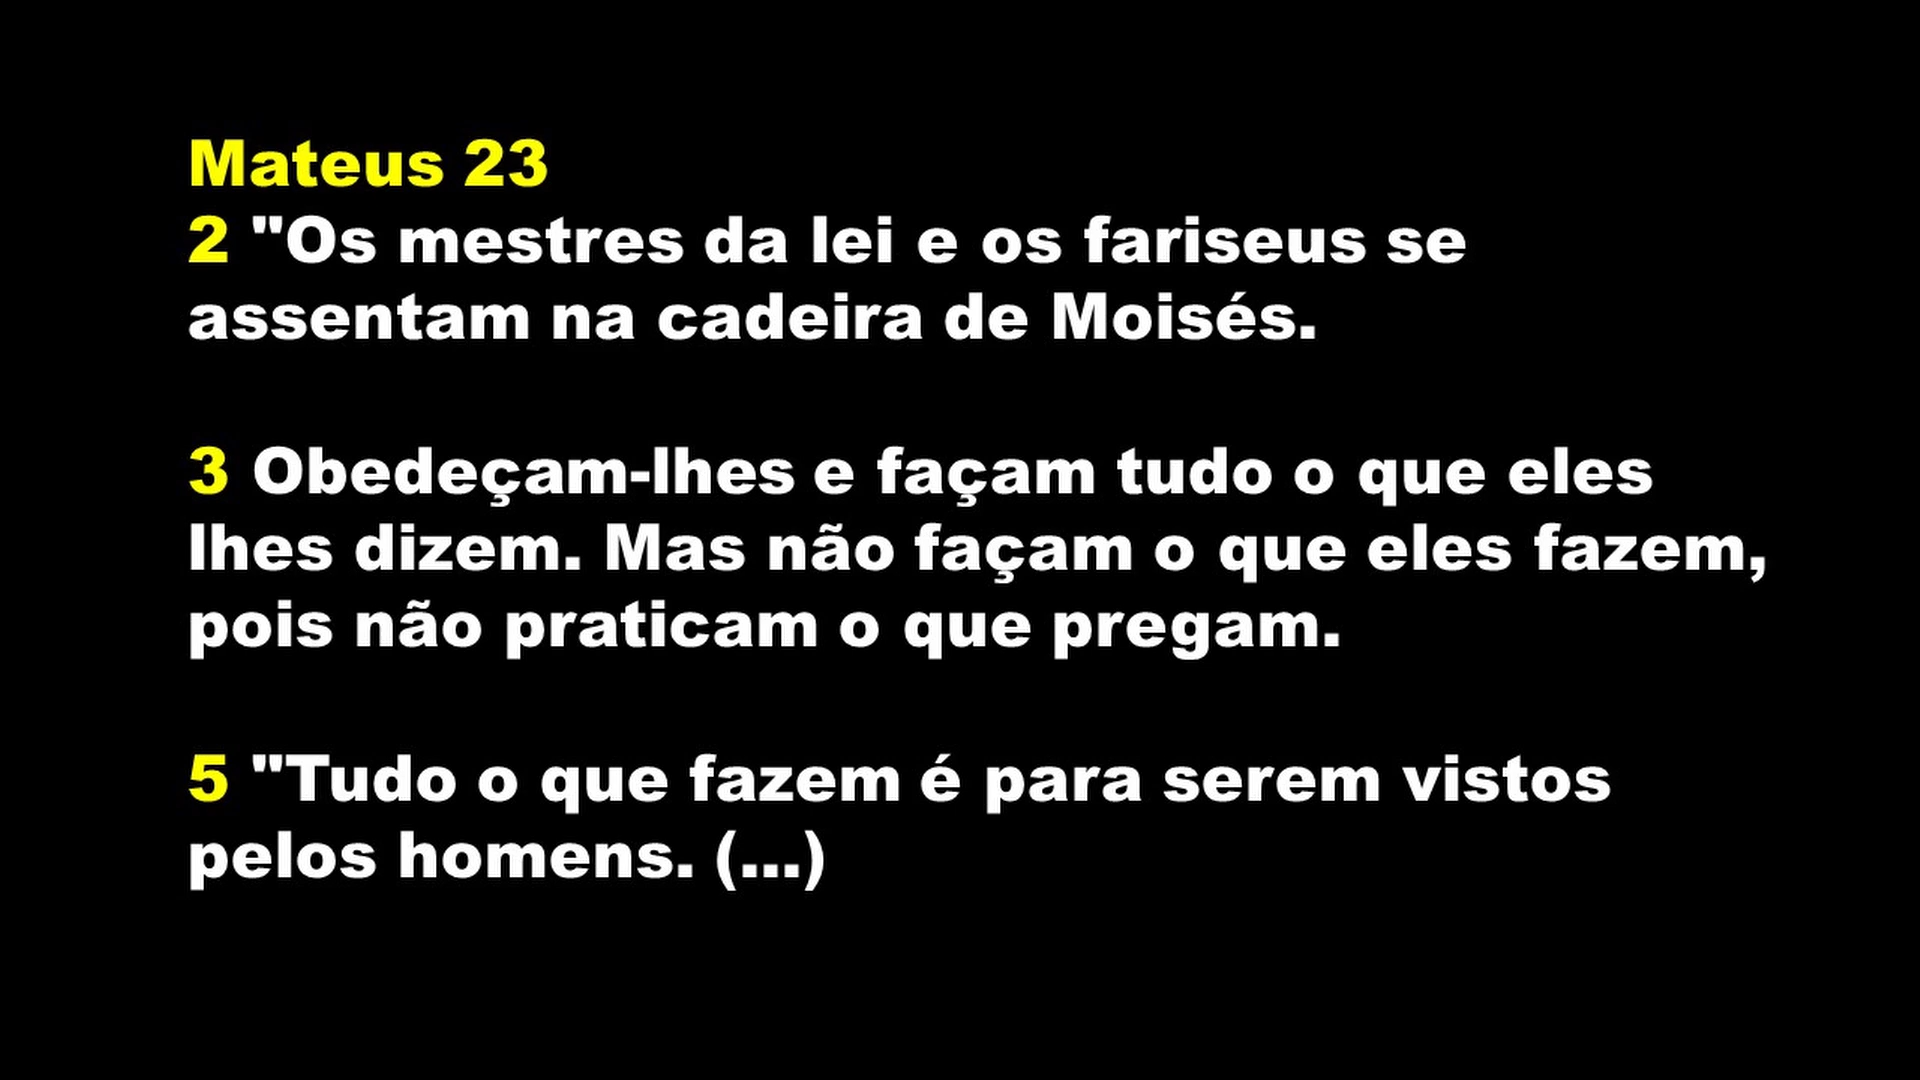 Mateus 23
2 "Os mestres da lei e os fariseus se
assentam na cadeira de Moisés.
3 Obedeçam-lhes e façam tudo o que eles
lhes dizem. Mas não façam o que eles fazem,
pois não praticam o que pregam.
5 "Tudo o que fazem é para serem vistos
pelos homens. (...)